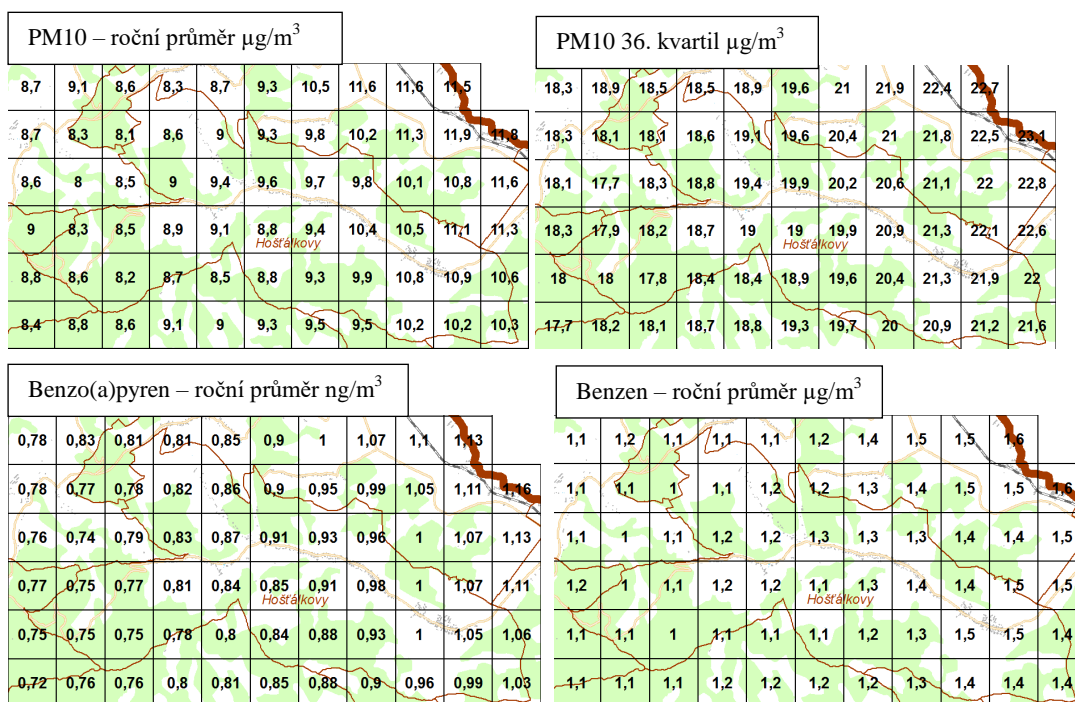 PM10 – roční průměr µg/m³
8,7 9,1 8,6 8,3 8,7 9,3 10,5 11,6 11,6 11,5
8,7 8,3 8,1 8,6 9 9,3 9,8 10,2 11,3 11,9 11,8
8,6 8 8,5 9 9,4 9,6 9,7 9,8 10,1 10,8 11,6
9 8,3 8,5 8,9 9,1 8,8 9,4 10,4 10,5 11,1 11,3
Hošťálkovy
8,8 8,6 8,2 8,7 8,5 8,8 9,3 9,9 10,8 10,9 10,6
8,4 8,8 8,6 9,1 9 9,3 9,5 9,5 10,2 10,2 10,3
PM10 36. kvartil µg/m³
18,3 18,9 18,5 18,5 18,9 19,6 21 21,9 22,4 22,7
18,3 18,1 18,1 18,6 19,1 19,6 20,4 21 21,8 22,5 23,1
18,1 17,7 18,3 18,8 19,4 19,9 20,2 20,6 21,1 22 22,8
18,3 17,9 18,2 18,7 19 19 19,9 20,9 21,3 22,1 22,6
Hošťálkovy
18 18 17,8 18,4 18,4 18,9 19,6 20,4 21,3 21,9 22
17,7 18,2 18,1 18,7 18,8 19,3 19,7 20 20,9 21,2 21,6
Benzo(a)pyren – roční průměr ng/m³
0,78 0,83 0,81 0,81 0,85 0,9 1 1,07 1,1 1,13
0,78 0,77 0,78 0,82 0,86 0,9 0,95 0,99 1,05 1,11 1,16
0,76 0,74 0,79 0,83 0,87 0,91 0,93 0,96 1 1,07 1,13
0,77 0,75 0,77 0,81 0,84 0,85 0,91 0,98 1 1,07 1,11
Hošťálkovy
0,75 0,75 0,75 0,78 0,8 0,84 0,88 0,93 1 1,05 1,06
0,72 0,76 0,76 0,8 0,81 0,85 0,88 0,9 0,96 0,99 1,03
Benzen – roční průměr µg/m³
1,1 1,2 1,1 1,1 1,1 1,2 1,4 1,5 1,5 1,6
1,1 1,1 1 1,1 1,2 1,2 1,3 1,4 1,5 1,5 1,6
1,1 1 1,1 1,2 1,2 1,3 1,3 1,3 1,4 1,4 1,5
1,2 1 1,1 1,2 1,2 1,1 1,3 1,4 1,4 1,5 1,5
Hošťálkovy
1,1 1,1 1 1,1 1,1 1,1 1,2 1,3 1,5 1,5 1,4
1,1 1,1 1,1 1,2 1,2 1,2 1,2 1,3 1,4 1,4 1,4